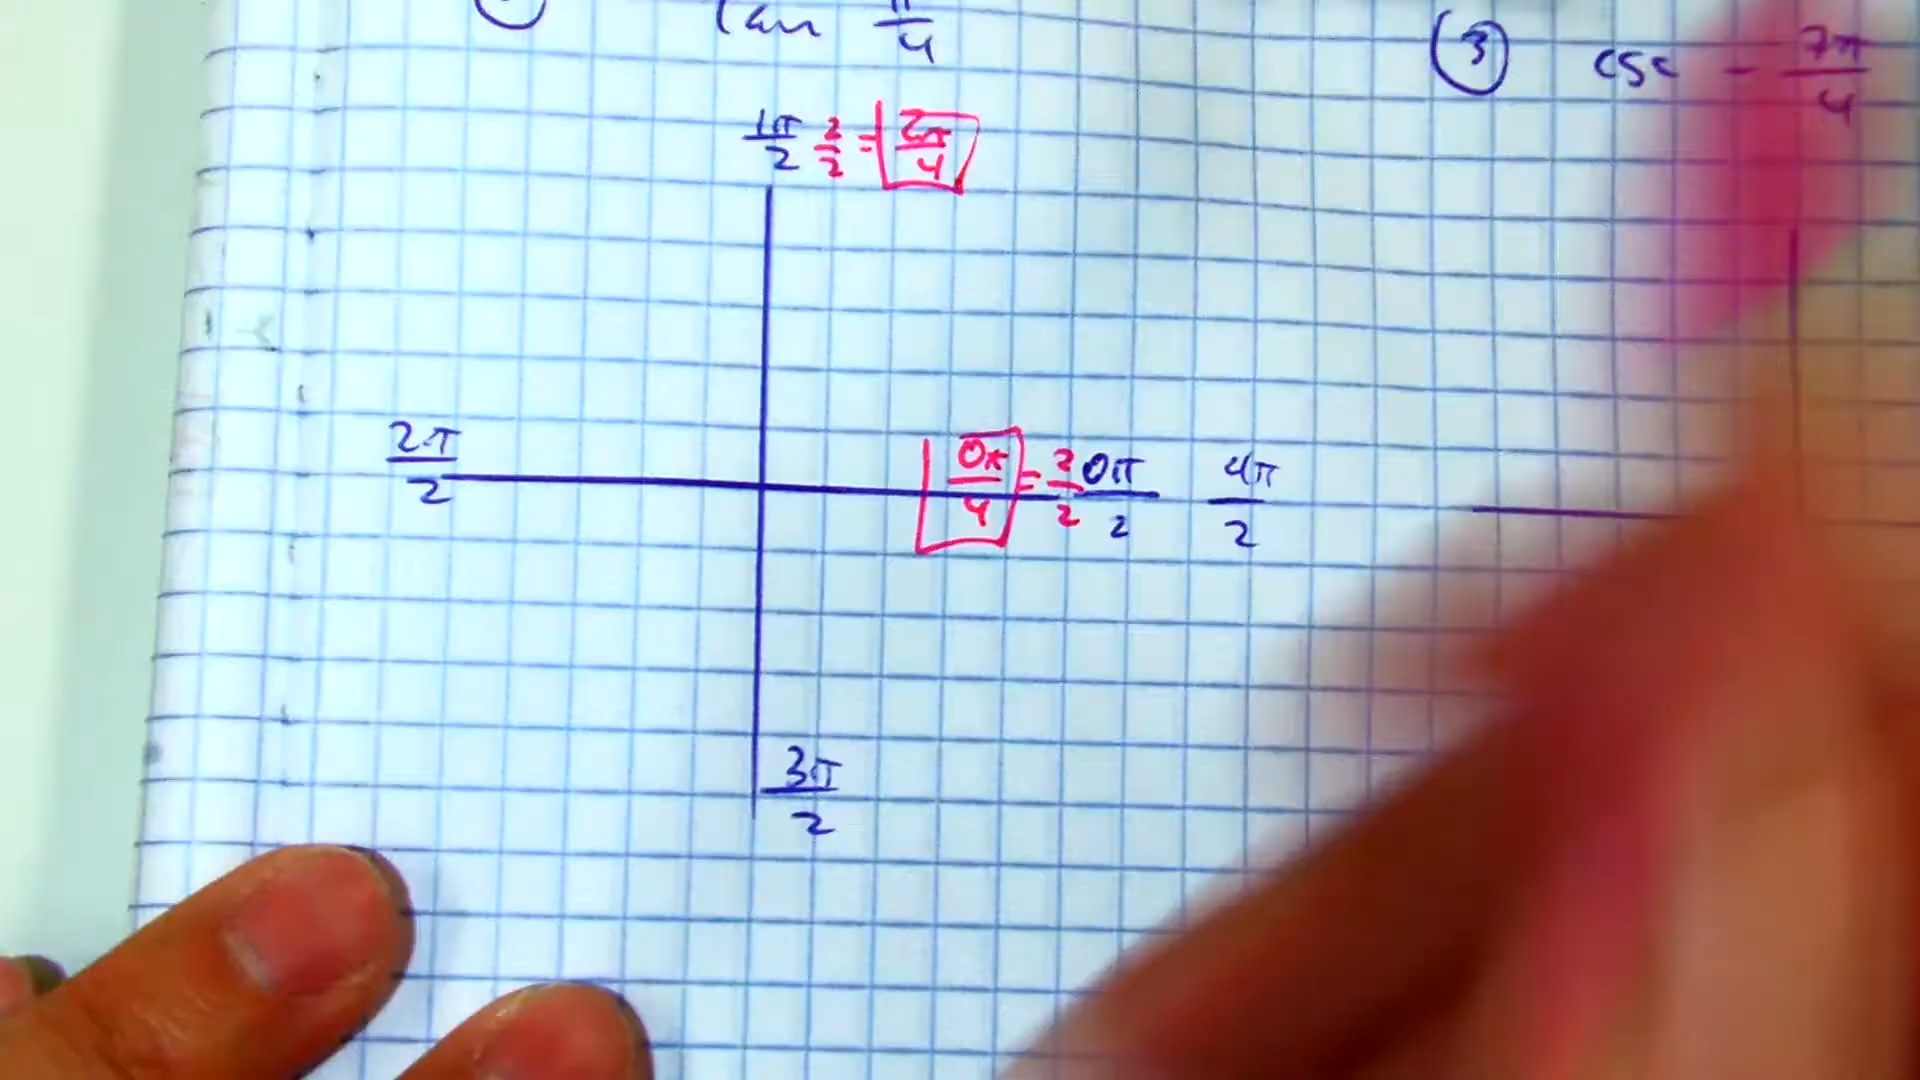 tan π/4
③ csc - 7π/4
1π/2 2/2 = 2π/4
2π/2
0π/4 = 2/2 0π/2 4π/2
3π/2